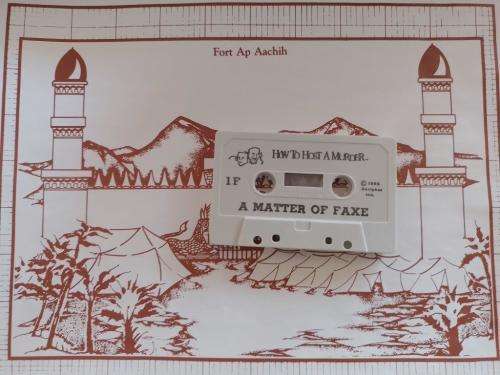 Fort Ap Aachih
HOW TO HOST A MURDER
1F
A MATTER OF FAXE